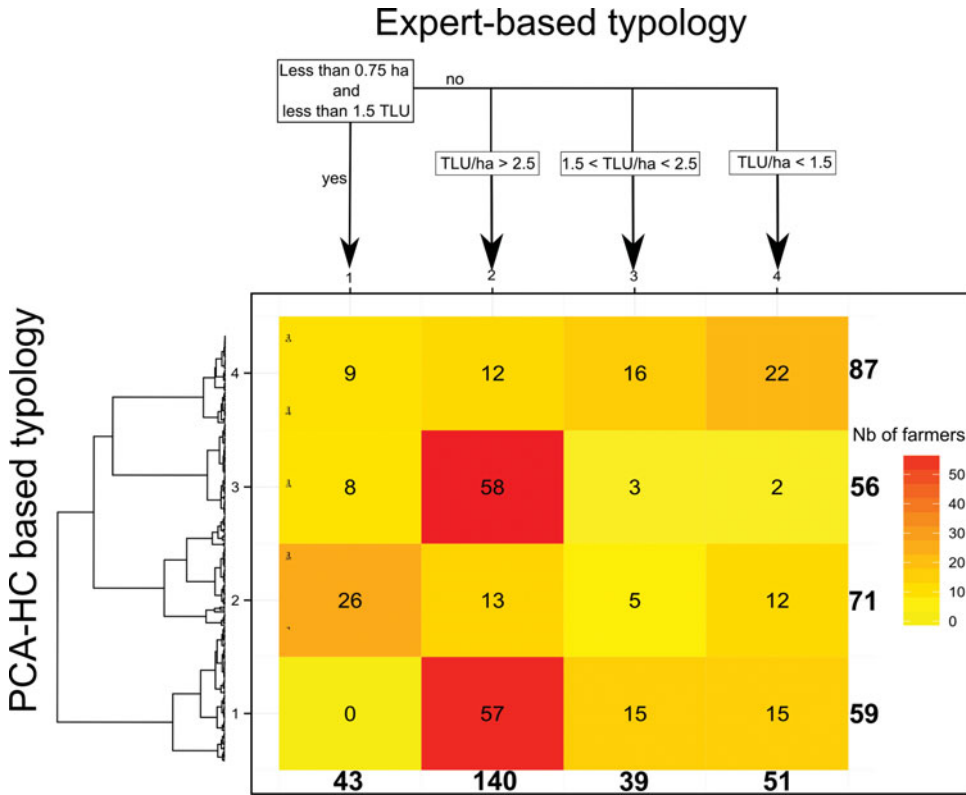 Expert-based typology
Less than 0.75 ha
and
less than 1.5 TLU
no
yes
TLU/ha > 2.5
1.5 < TLU/ha < 2.5
TLU/ha < 1.5
1 2 3 4
PCA-HC based typology
4 9 12 16 22 87
3 8 58 3 2 56
2 26 13 5 12 71
1 0 57 15 15 59
43 140 39 51
Nb of farmers
50
40
30
20
10
0